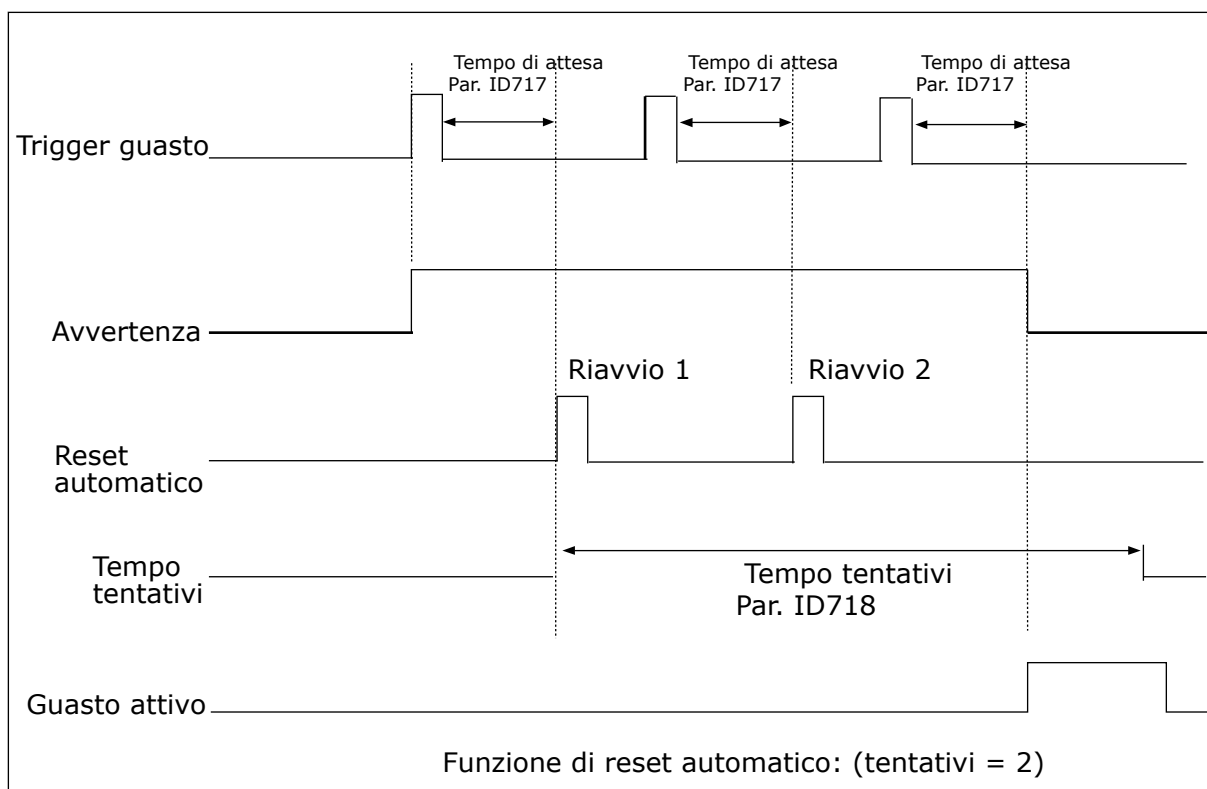 Tempo di attesa
Par. ID717
Tempo di attesa
Par. ID717
Tempo di attesa
Par. ID717
Trigger guasto
Avvertenza
Riavvio 1
Riavvio 2
Reset
automatico
Tempo
tentativi
Tempo tentativi
Par. ID718
Guasto attivo
Funzione di reset automatico: (tentativi = 2)